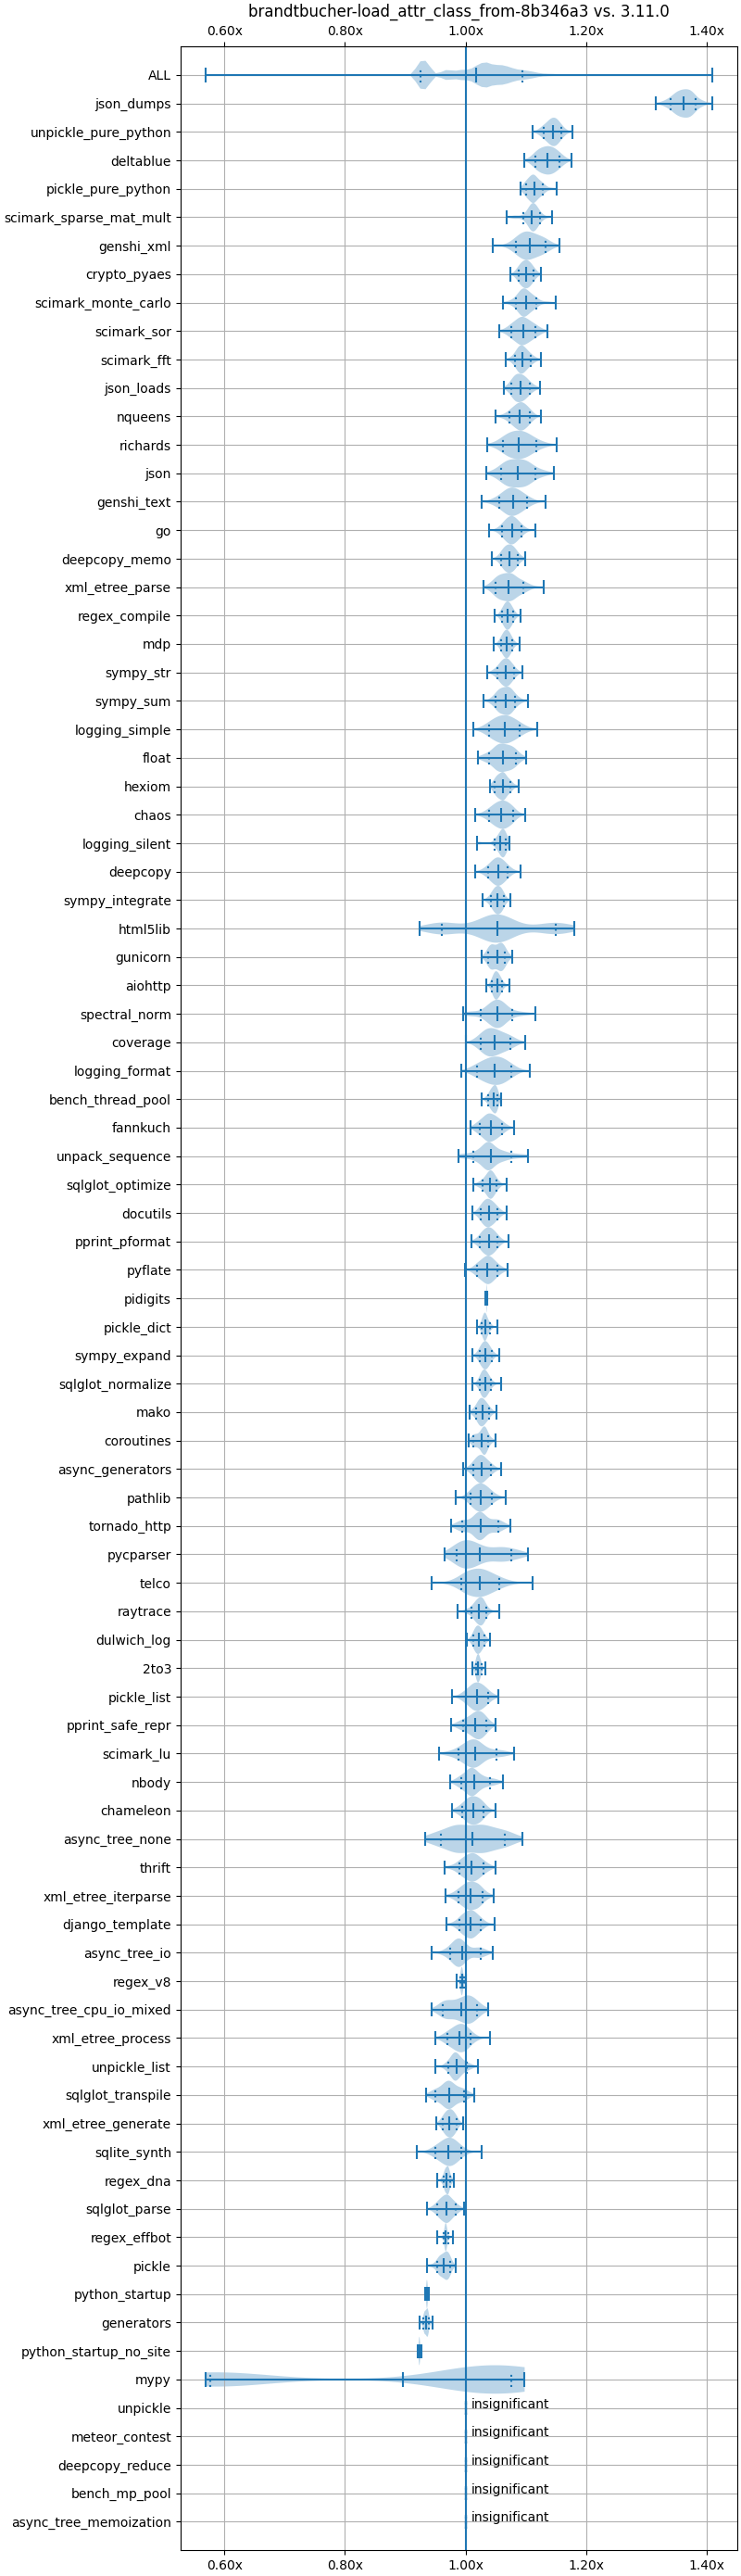 brandtbucher-load_attr_class_from-8b346a3 vs. 3.11.0
0.60x 0.80x 1.00x 1.20x 1.40x
ALL
json_dumps
unpickle_pure_python
deltablue
pickle_pure_python
scimark_sparse_mat_mult
genshi_xml
crypto_pyaes
scimark_monte_carlo
scimark_sor
scimark_fft
json_loads
nqueens
richards
json
genshi_text
go
deepcopy_memo
xml_etree_parse
regex_compile
mdp
sympy_str
sympy_sum
logging_simple
float
hexiom
chaos
logging_silent
deepcopy
sympy_integrate
html5lib
gunicorn
aiohttp
spectral_norm
coverage
logging_format
bench_thread_pool
fannkuch
unpack_sequence
sqlglot_optimize
docutils
pprint_pformat
pyflate
pidigits
pickle_dict
sympy_expand
sqlglot_normalize
mako
coroutines
async_generators
pathlib
tornado_http
pycparser
telco
raytrace
dulwich_log
2to3
pickle_list
pprint_safe_repr
scimark_lu
nbody
chameleon
async_tree_none
thrift
xml_etree_iterparse
django_template
async_tree_io
regex_v8
async_tree_cpu_io_mixed
xml_etree_process
unpickle_list
sqlglot_transpile
xml_etree_generate
sqlite_synth
regex_dna
sqlglot_parse
regex_effbot
pickle
python_startup
generators
python_startup_no_site
mypy
unpickle insignificant
meteor_contest insignificant
deepcopy_reduce insignificant
bench_mp_pool insignificant
async_tree_memoization insignificant
0.60x 0.80x 1.00x 1.20x 1.40x